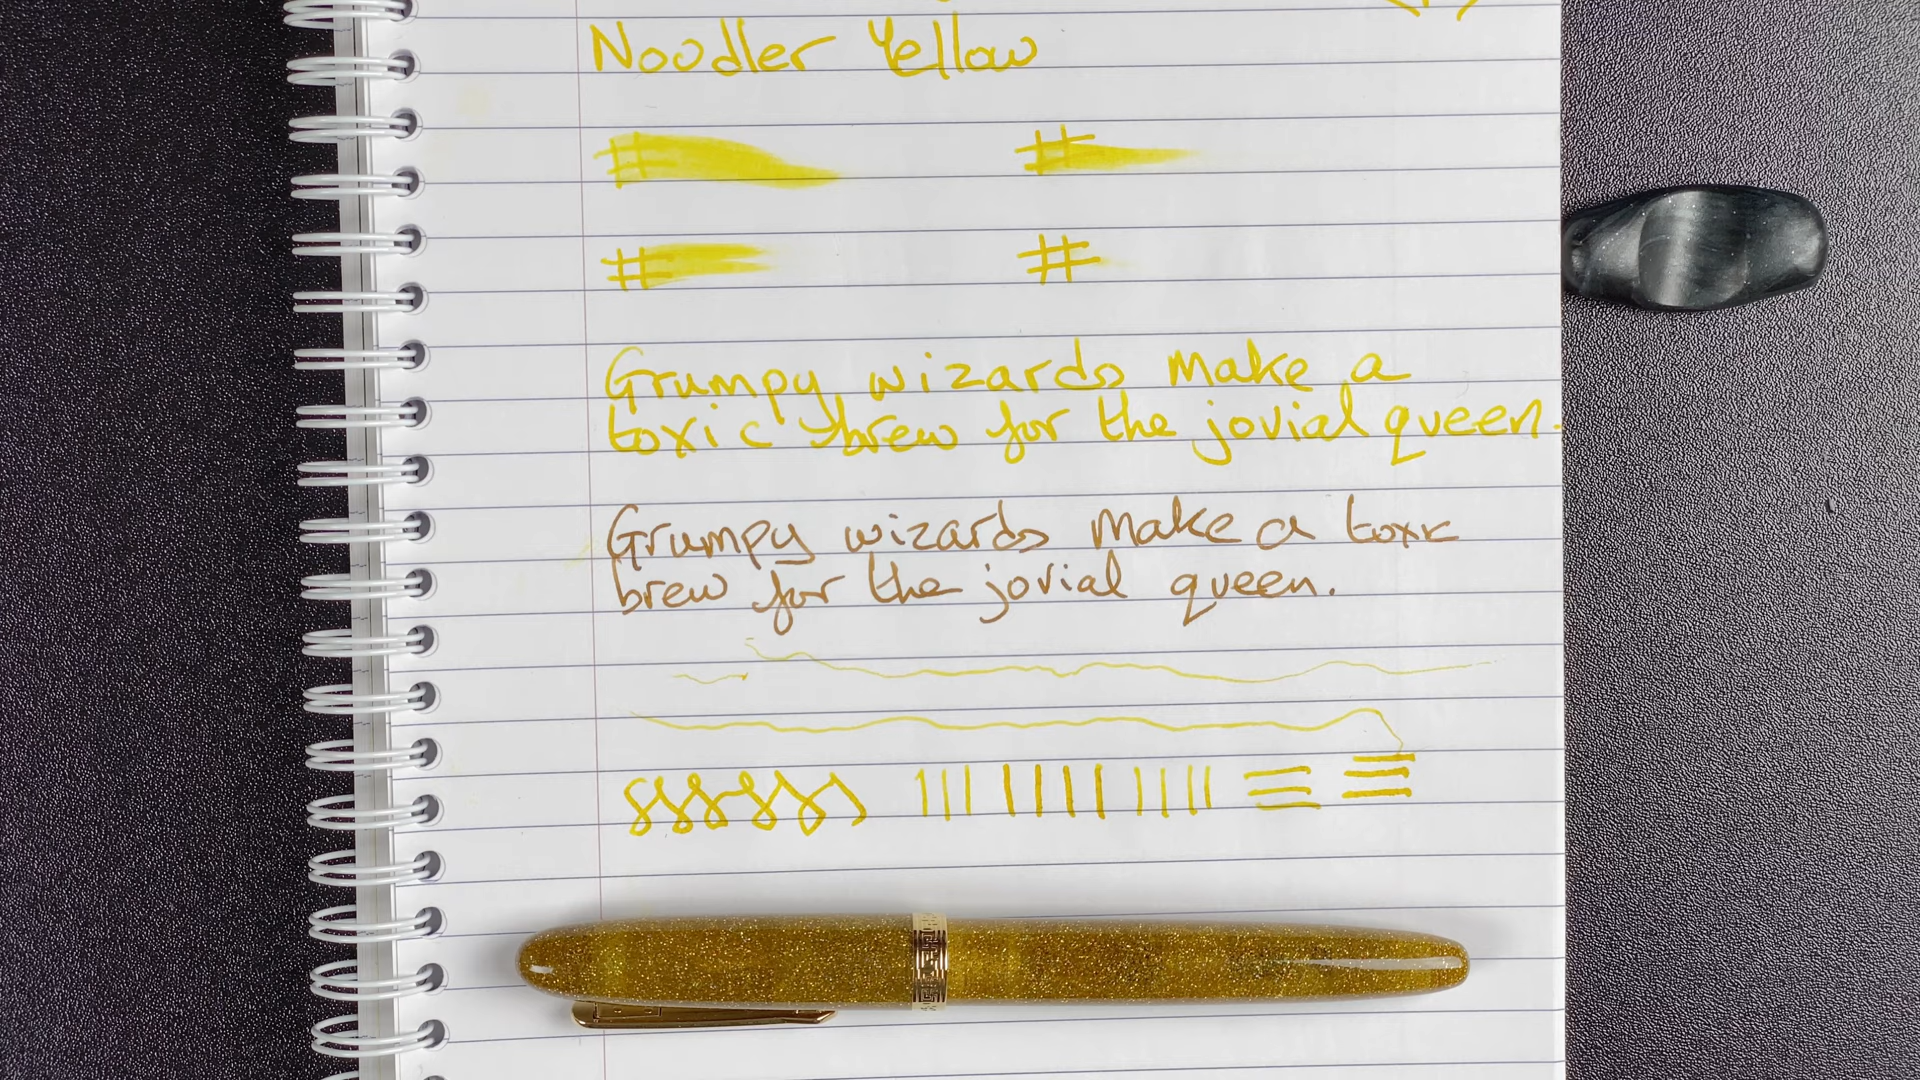 Noodler Yellow
#
#
#
#
Grumpy wizards make a
toxic brew for the jovial queen.
Grumpy wizards make a toxic
brew for the jovial queen.